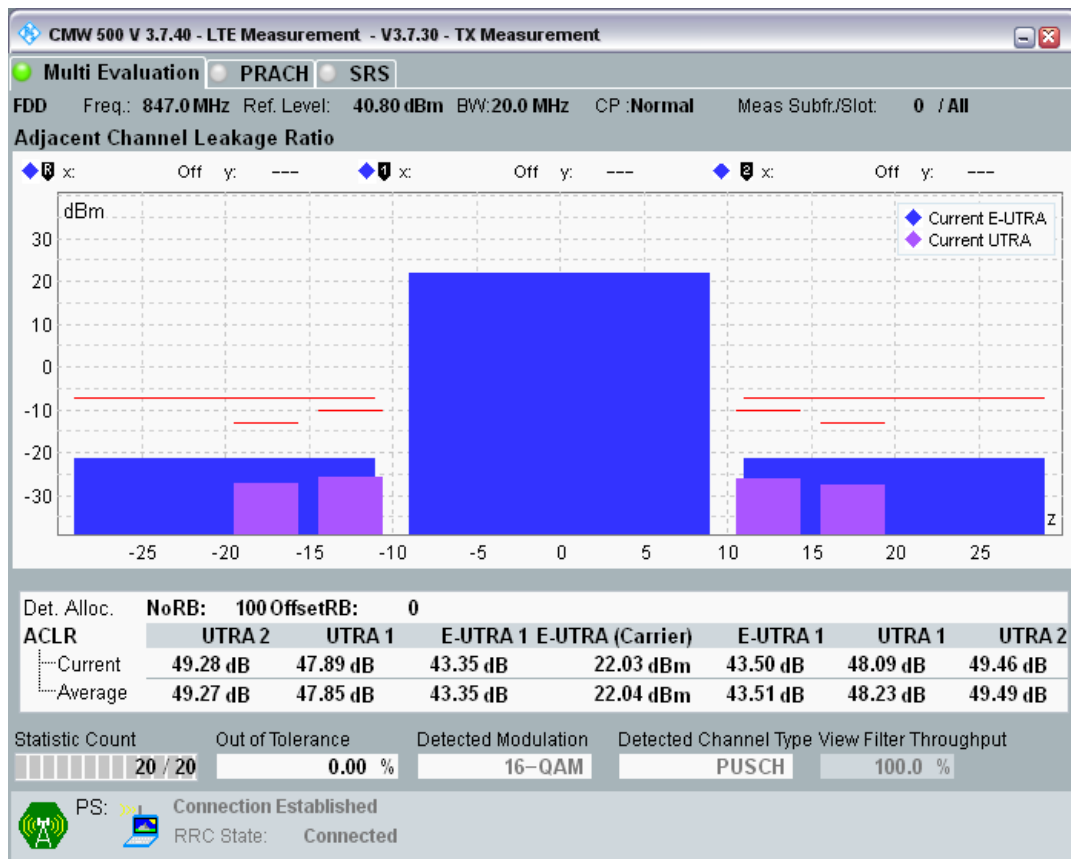 CMW 500 V 3.7.40 - LTE Measurement - V3.7.30 - TX Measurement
Multi Evaluation PRACH SRS
FDD Freq.: 847.0 MHz Ref. Level: 40.80 dBm BW: 20.0 MHz CP : Normal Meas Subfr./Slot: 0 / All
Adjacent Channel Leakage Ratio
R x: Off y: --- 1 x: Off y: --- 2 x: Off y: ---
dBm
Current E-UTRA
Current UTRA
30
20
10
0
-10
-20
-30
z
-25 -20 -15 -10 -5 0 5 10 15 20 25
Det. Alloc. NoRB: 100 OffsetRB: 0
ACLR UTRA 2 UTRA 1 E-UTRA 1 E-UTRA (Carrier) E-UTRA 1 UTRA 1 UTRA 2
Current 49.28 dB 47.89 dB 43.35 dB 22.03 dBm 43.50 dB 48.09 dB 49.46 dB
Average 49.27 dB 47.85 dB 43.35 dB 22.04 dBm 43.51 dB 48.23 dB 49.49 dB
Statistic Count Out of Tolerance Detected Modulation Detected Channel Type View Filter Throughput
20 / 20 0.00 % 16-QAM PUSCH 100.0 %
PS: Connection Established
RRC State: Connected